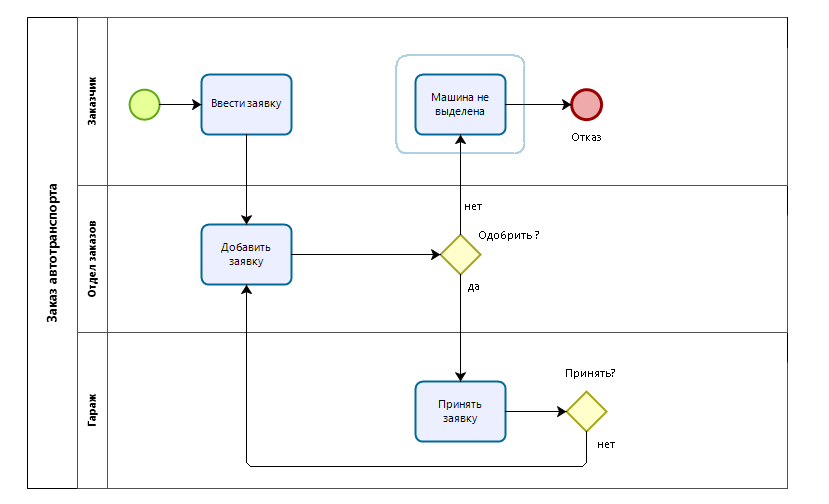 Заказ автотранспорта
Заказчик
Ввести заявку
Машина не
выделена
Отказ
Отдел заказов
Добавить
заявку
нет
Одобрить ?
да
Гараж
Принять
заявку
Принять?
нет